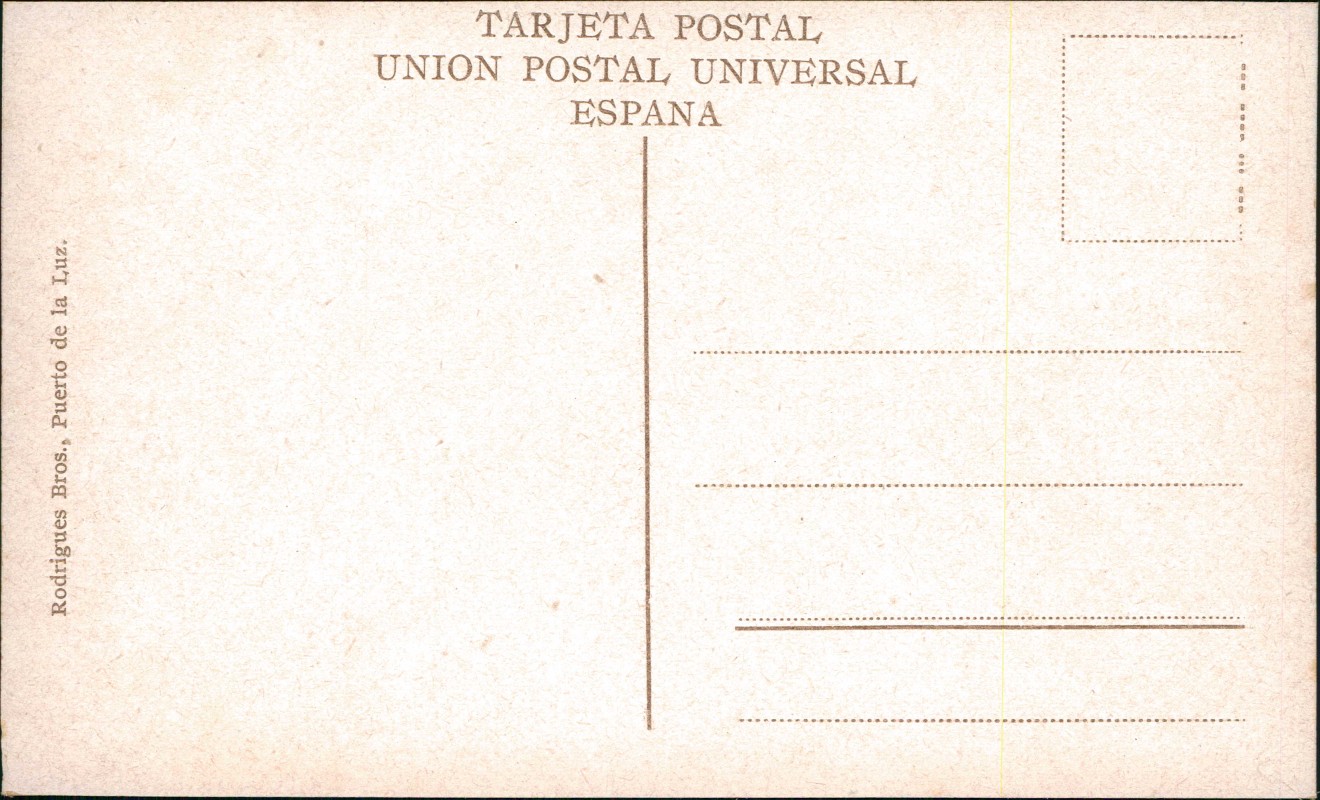 TARJETA POSTAL
UNION POSTAL UNIVERSAL
ESPANA
Rodrigues Bros., Puerto de la Luz.